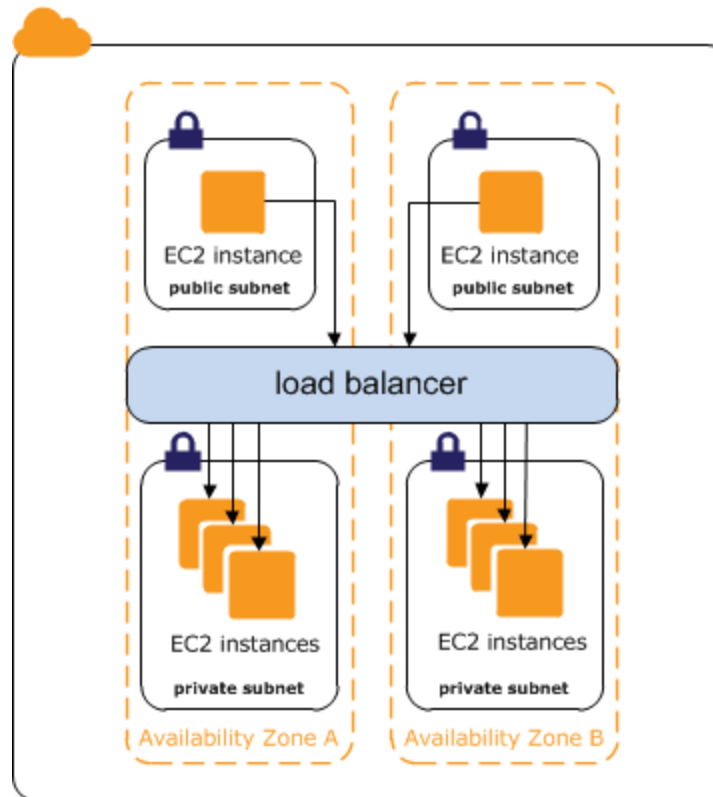 EC2 instance
public subnet
EC2 instance
public subnet
load balancer
EC2 instances
private subnet
Availability Zone A
EC2 instances
private subnet
Availability Zone B